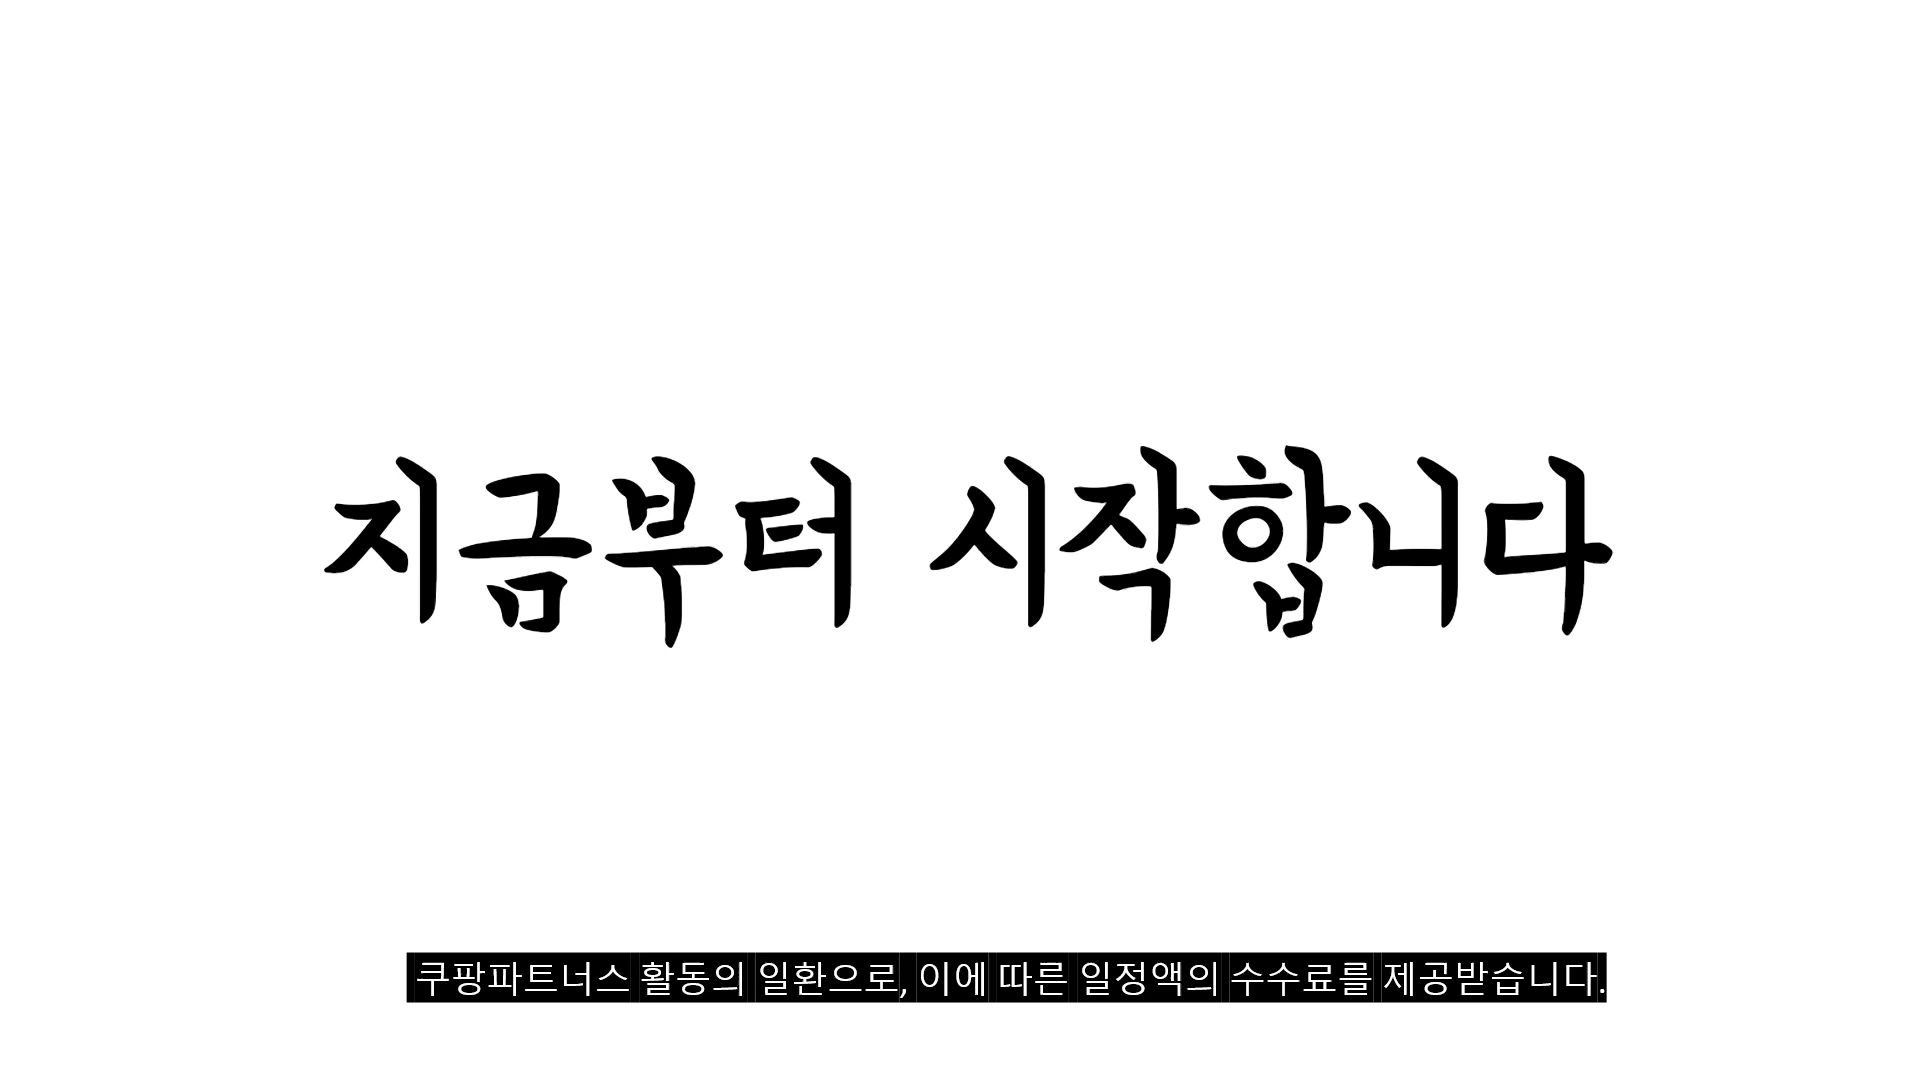 지금부터 시작합니다
쿠팡파트너스 활동의 일환으로, 이에 따른 일정액의 수수료를 제공받습니다.